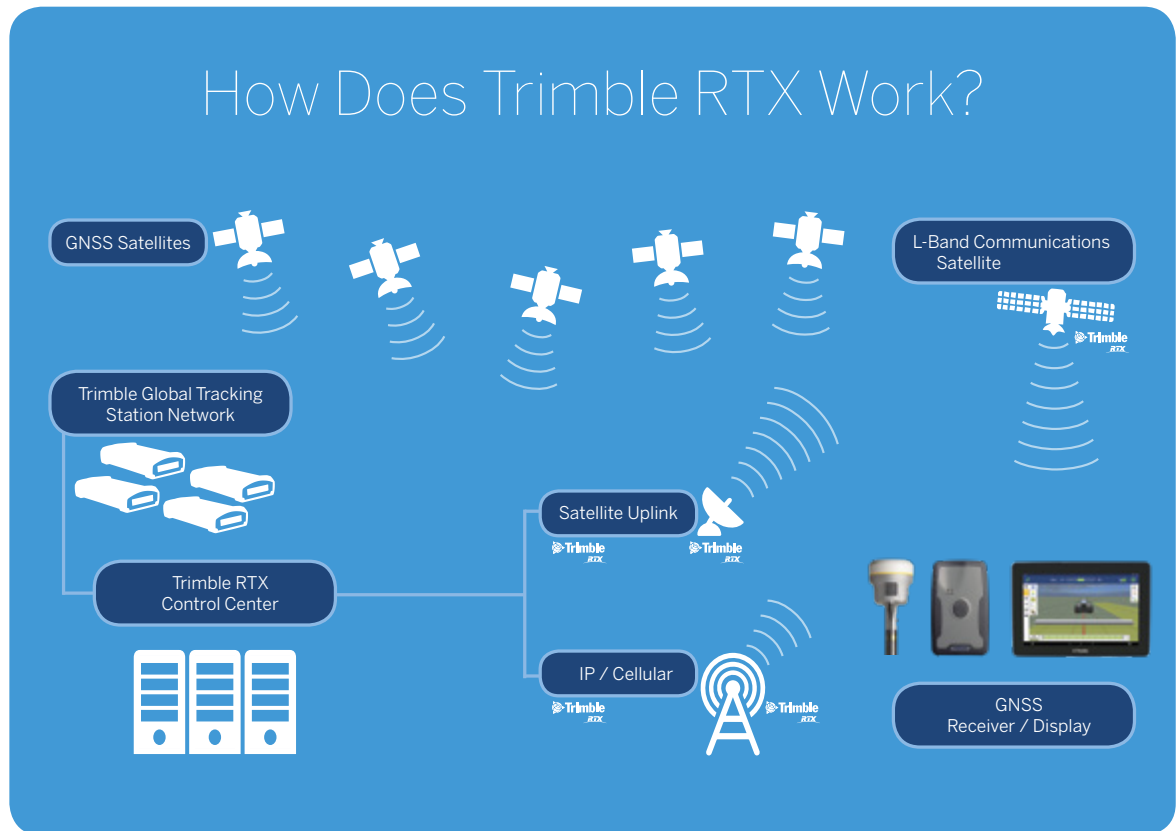 How Does Trimble RTX Work?
GNSS Satellites
L-Band Communications
Satellite
Trimble
RTX
Trimble Global Tracking
Station Network
Satellite Uplink
Trimble
RTX
Trimble
RTX
Trimble RTX
Control Center
IP / Cellular
Trimble
RTX
Trimble
RTX
GNSS
Receiver / Display